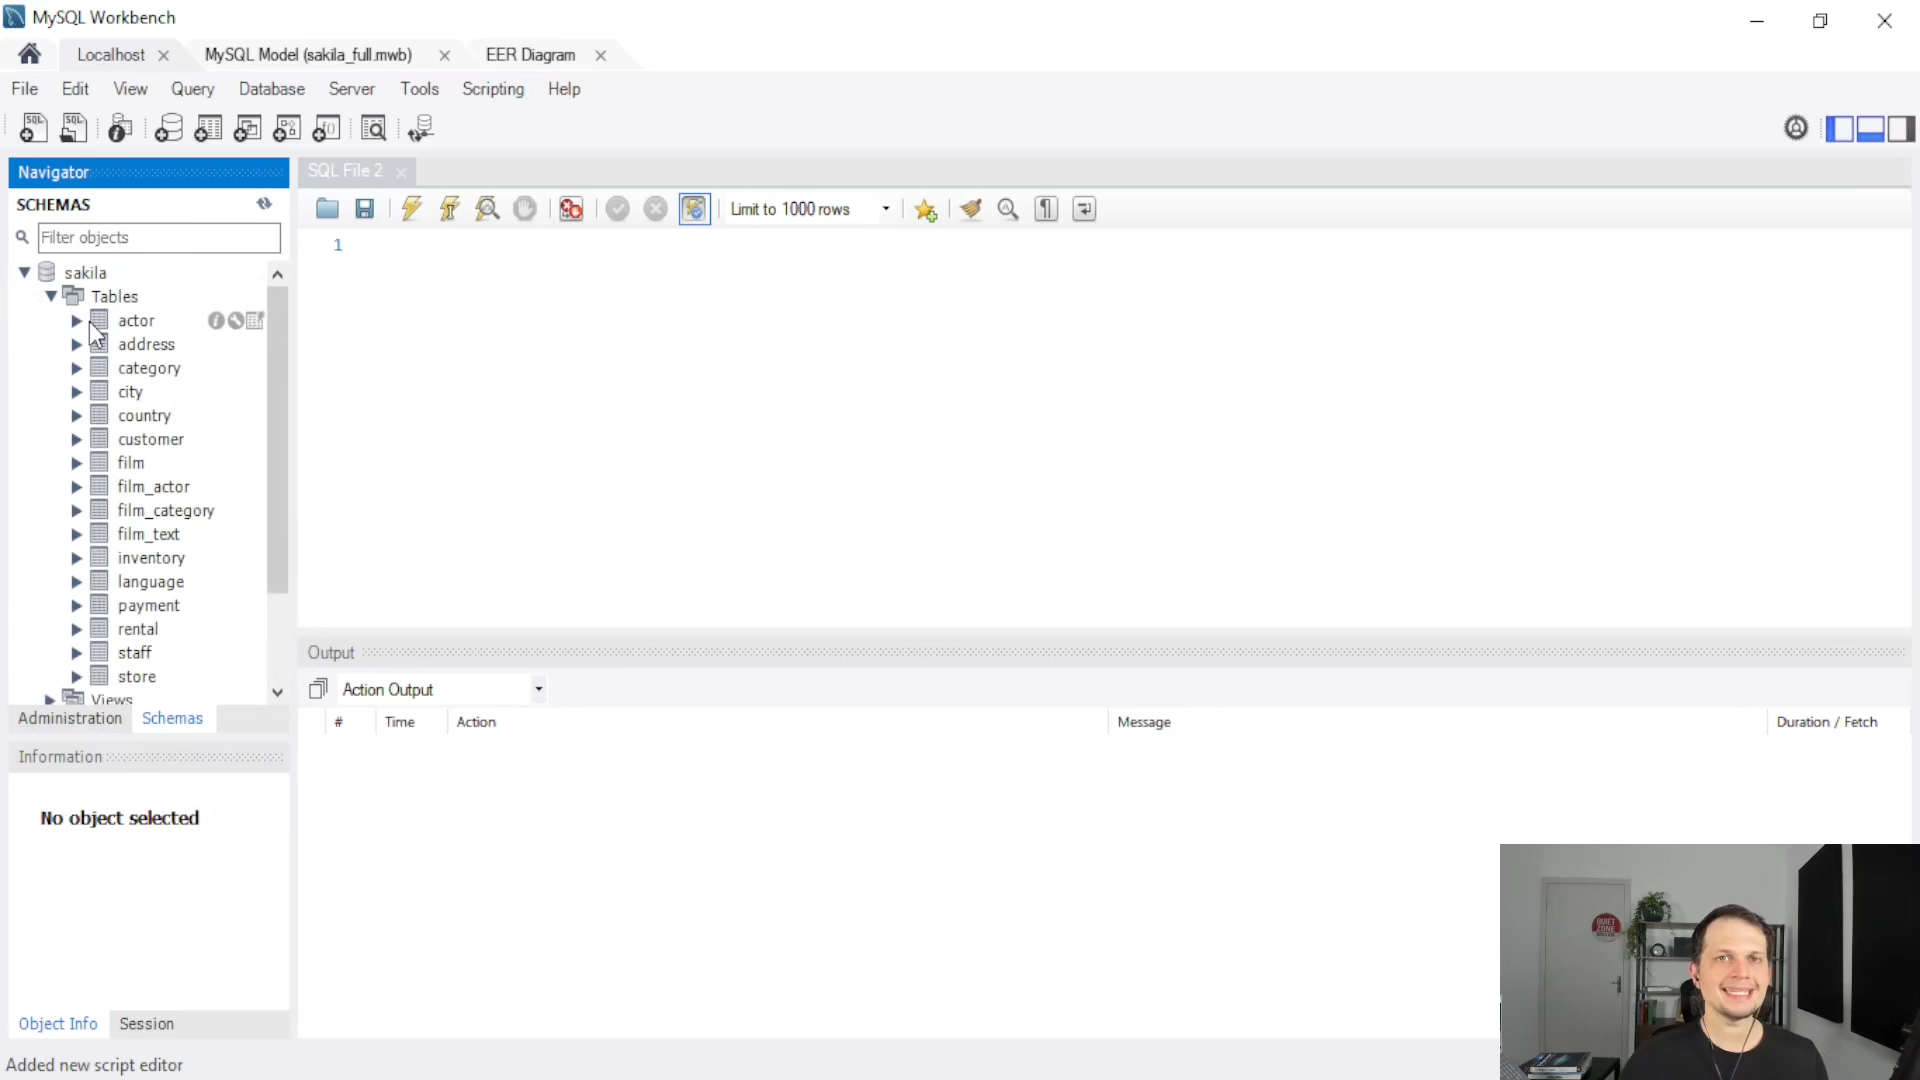 MySQL Workbench
Localhost
MySQL Model (sakila_full.mwb)
EER Diagram
File Edit View Query Database Server Tools Scripting Help
Navigator
SQL File 2
SCHEMAS
Limit to 1000 rows
Filter objects
1
sakila
Tables
actor
address
category
city
country
customer
film
film_actor
film_category
film_text
inventory
language
payment
rental
staff
store
Views
Administration Schemas
Output
Action Output
# Time Action Message Duration / Fetch
Information
No object selected
Object Info Session
Added new script editor
QUIET
ZONE